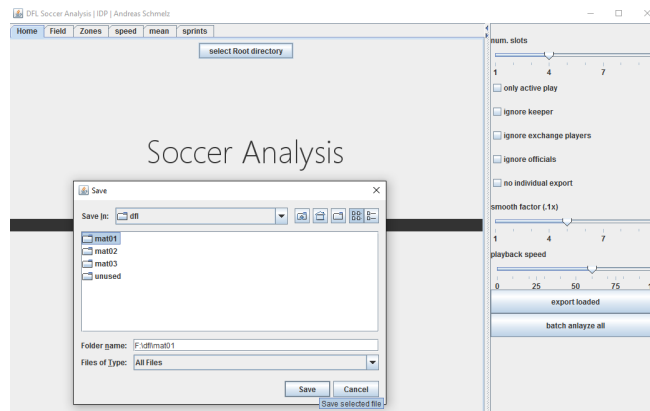 DFL Soccer Analysis | IDP | Andreas Schmelz
Home Field Zones speed mean sprints
select Root directory
Soccer Analysis
Save
Save In: dfl
mat01
mat02
mat03
unused
Folder name: F:\dfl\mat01
Files of Type: All Files
Save Cancel
Save selected file
num. slots
1 4 7
only active play
ignore keeper
ignore exchange players
ignore officials
no individual export
smooth factor (.1x)
1 4 7
playback speed
0 25 50 75
export loaded
batch anlayze all